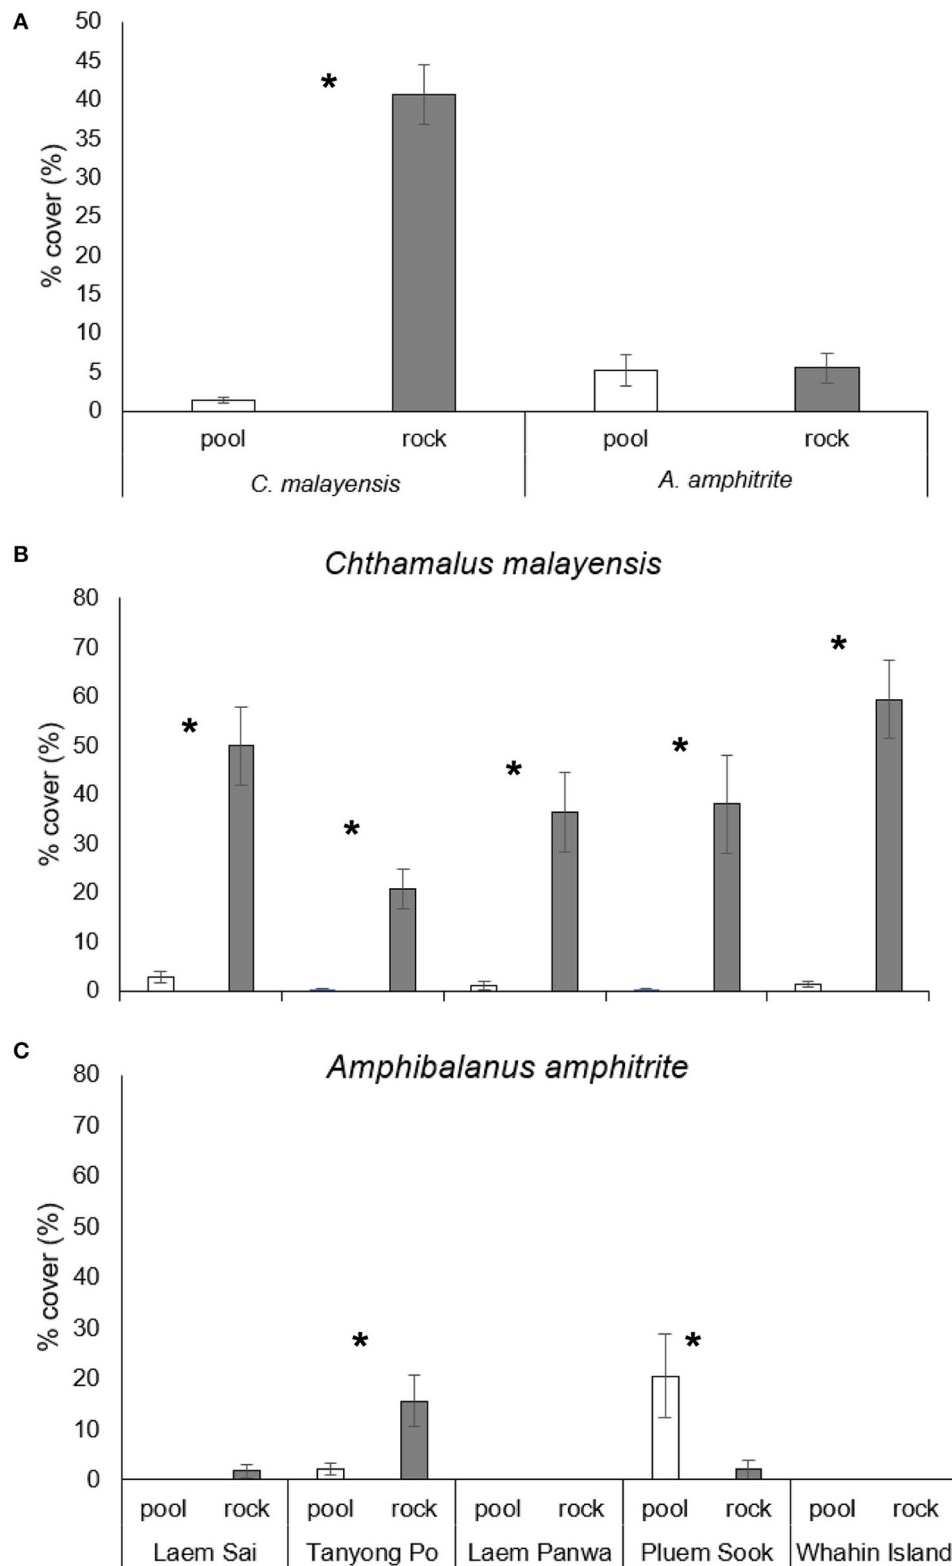 A
% cover (%)
50
45
40
35
30
25
20
15
10
5
0
*
pool rock pool rock
C. malayensis A. amphitrite
B
Chthamalus malayensis
% cover (%)
80
70
60
50
40
30
20
10
0
* * * * *
C
Amphibalanus amphitrite
% cover (%)
80
70
60
50
40
30
20
10
0
* *
pool rock pool rock pool rock pool rock pool rock
Laem Sai Tanyong Po Laem Panwa Pluem Sook Whahin Island